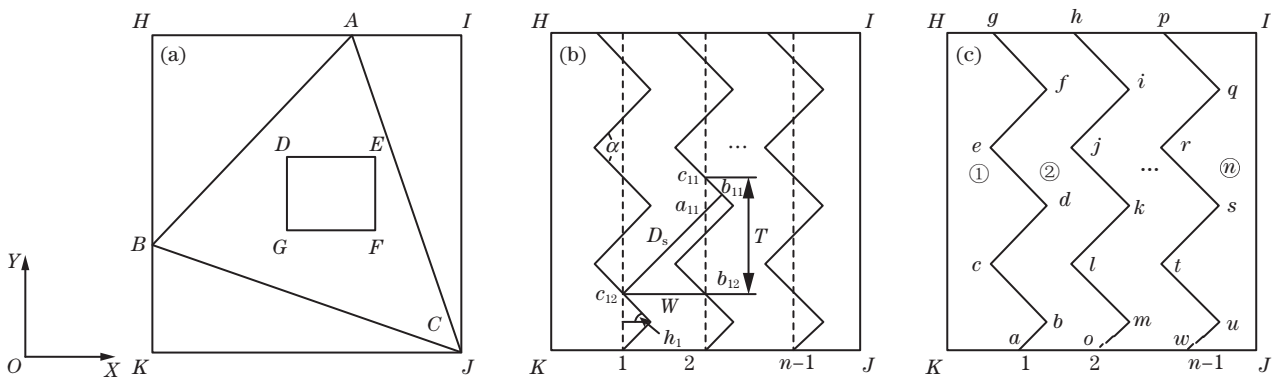 H A I H I H g h p I
(a) (b) (c)
f i q
D E α ... e j r
c₁₁ b₁₁ ① ② ... ⓝ
a₁₁ d k s
B G F Dₛ T
Y c l t
c₁₂ W b₁₂
C h₁ b m u
a o w
O X K J K 1 2 n−1 J K 1 2 n−1 J